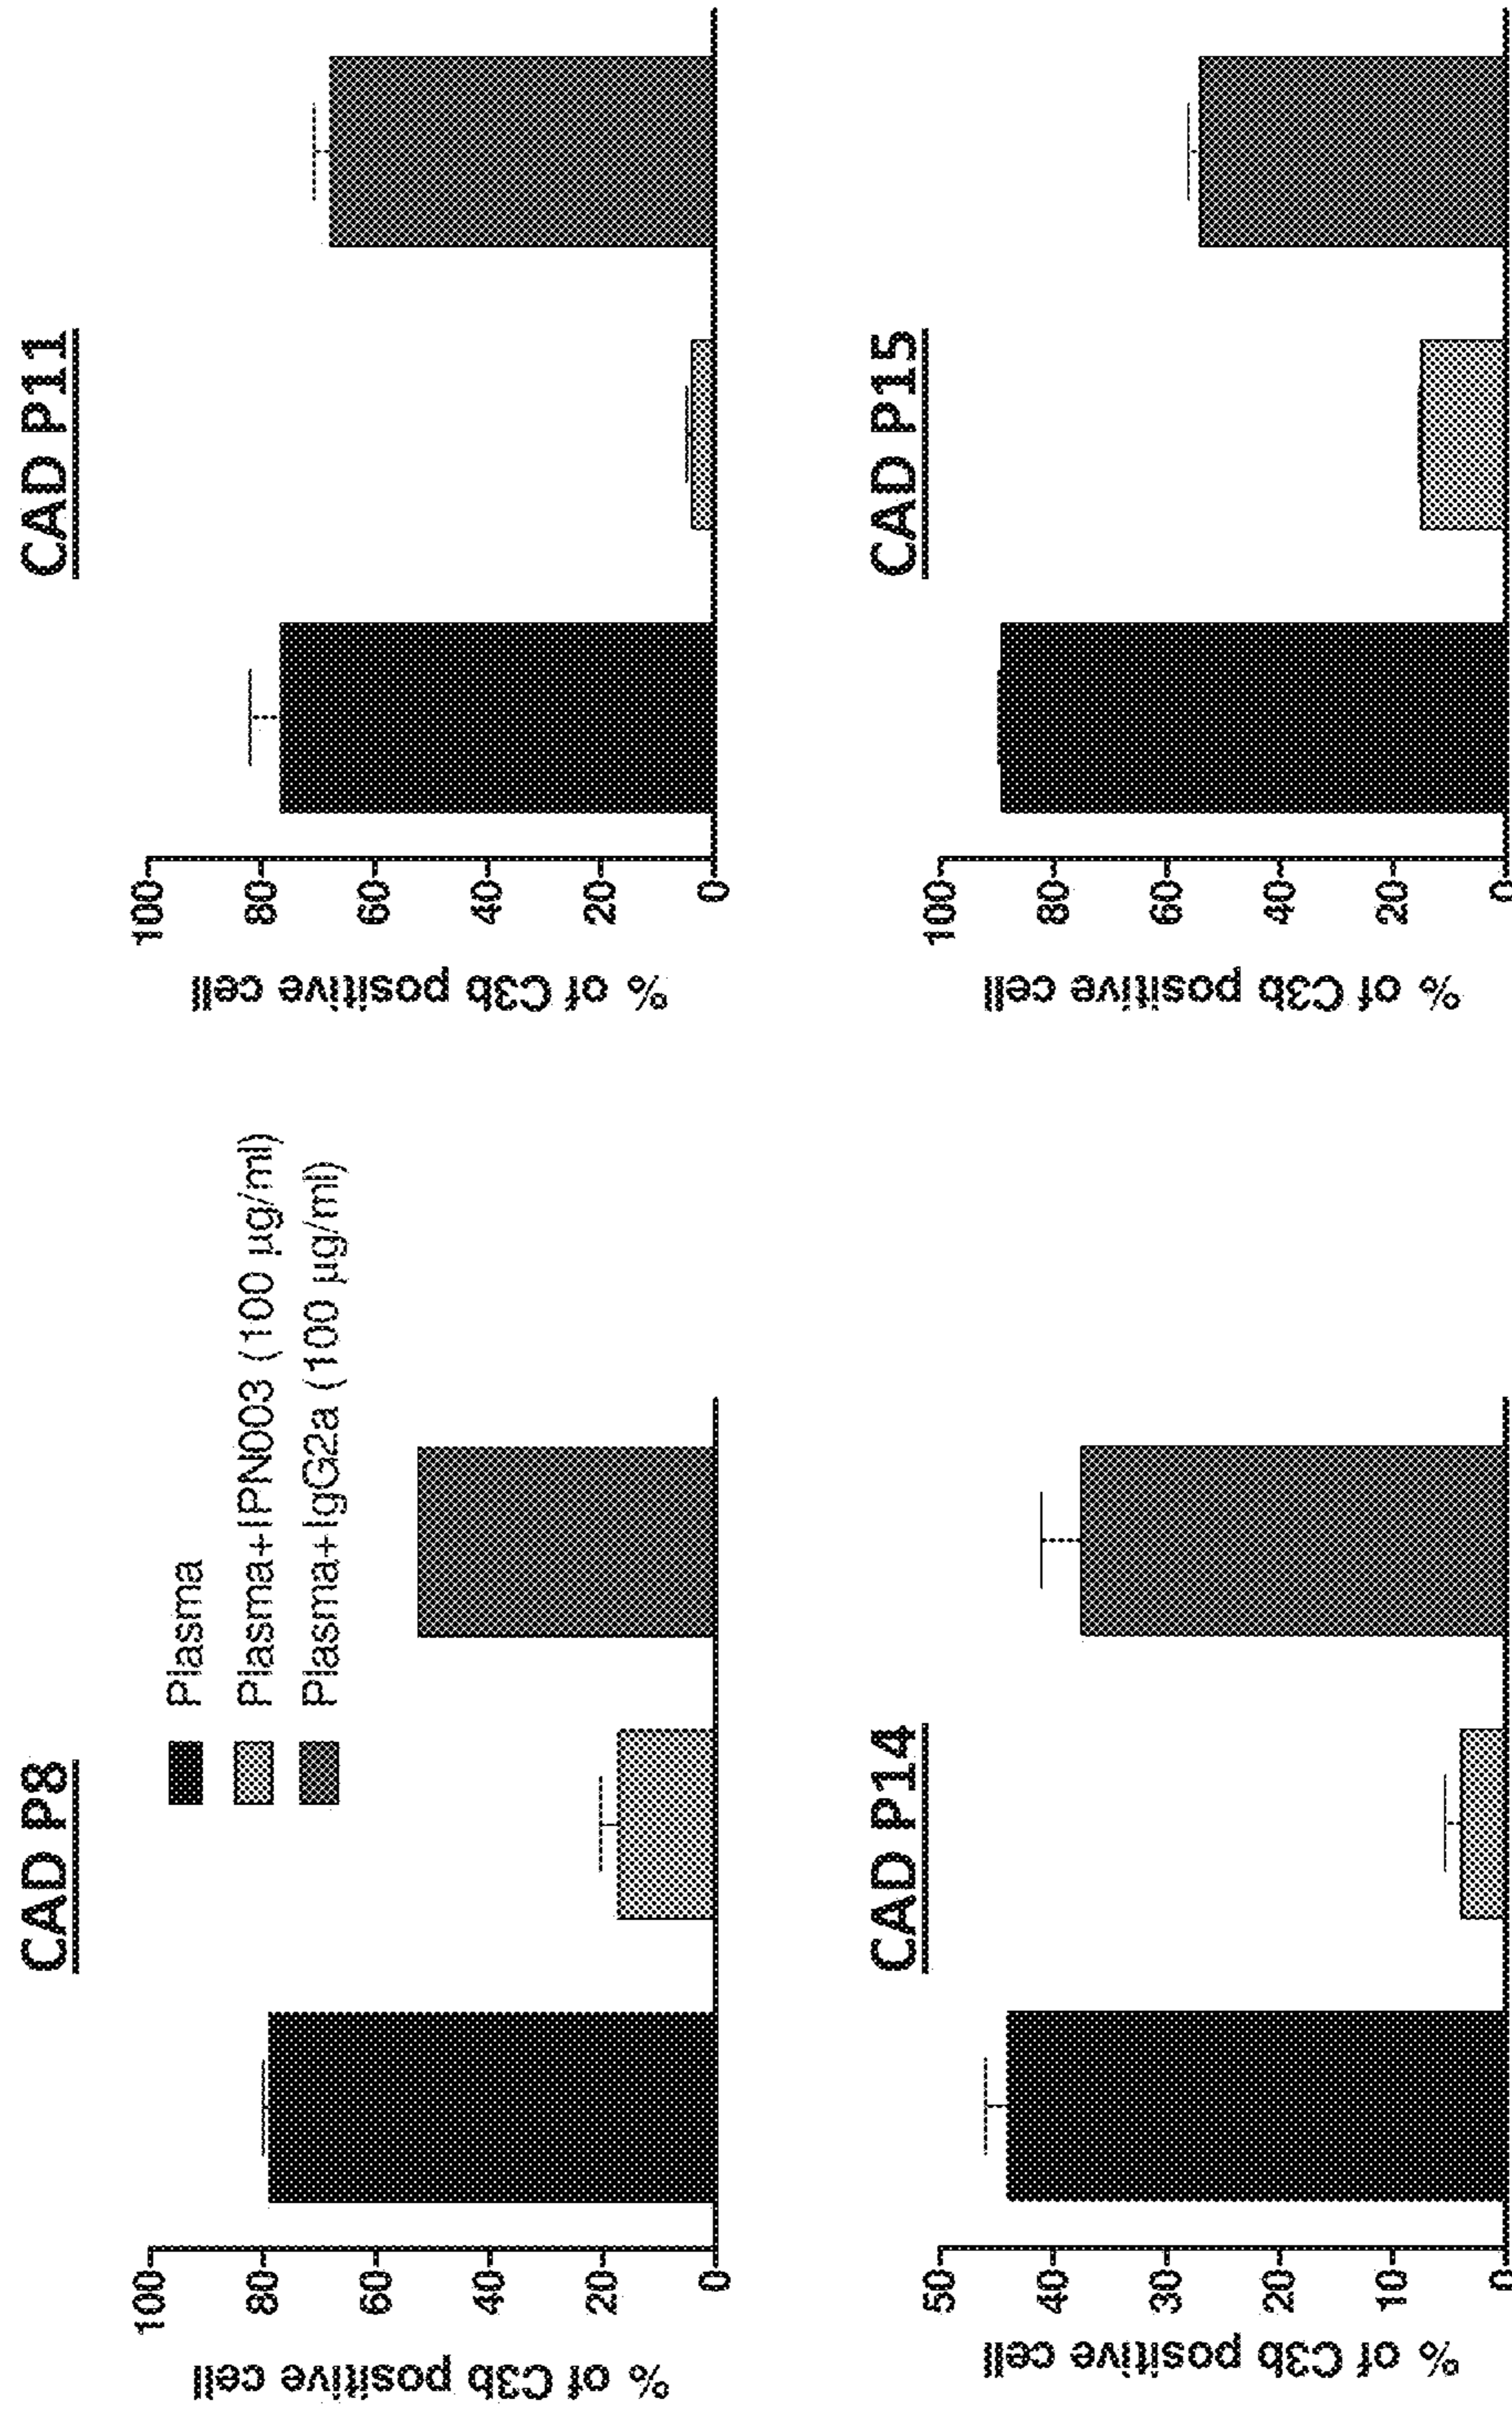 CAD P8
% of C3b positive cell
100
80
60
40
20
0
Plasma
Plasma+IPN003 (100 µg/ml)
Plasma+IgG2a (100 µg/ml)
CAD P11
% of C3b positive cell
100
80
60
40
20
0
CAD P14
% of C3b positive cell
50
40
30
20
10
0
CAD P15
% of C3b positive cell
100
80
60
40
20
0